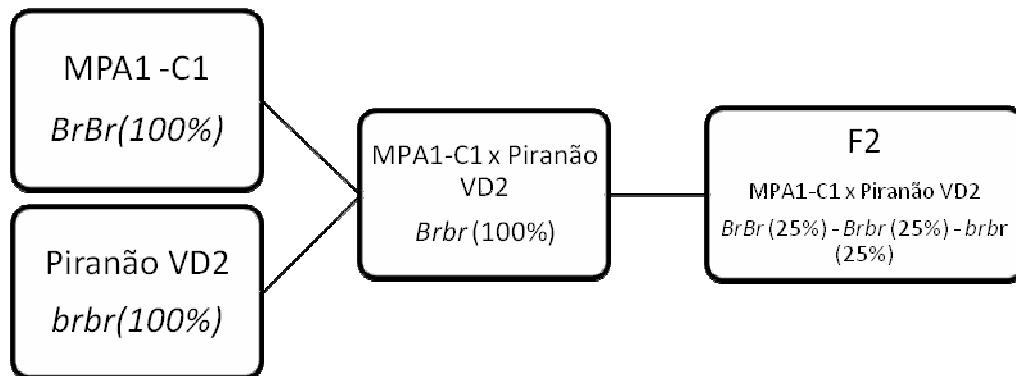 MPA1 -C1
BrBr(100%)
Piranão VD2
brbr(100%)
MPA1-C1 x Piranão
VD2
Brbr (100%)
F2
MPA1-C1 x Piranão VD2
BrBr (25%) - Brbr (25%) - brbr
(25%)